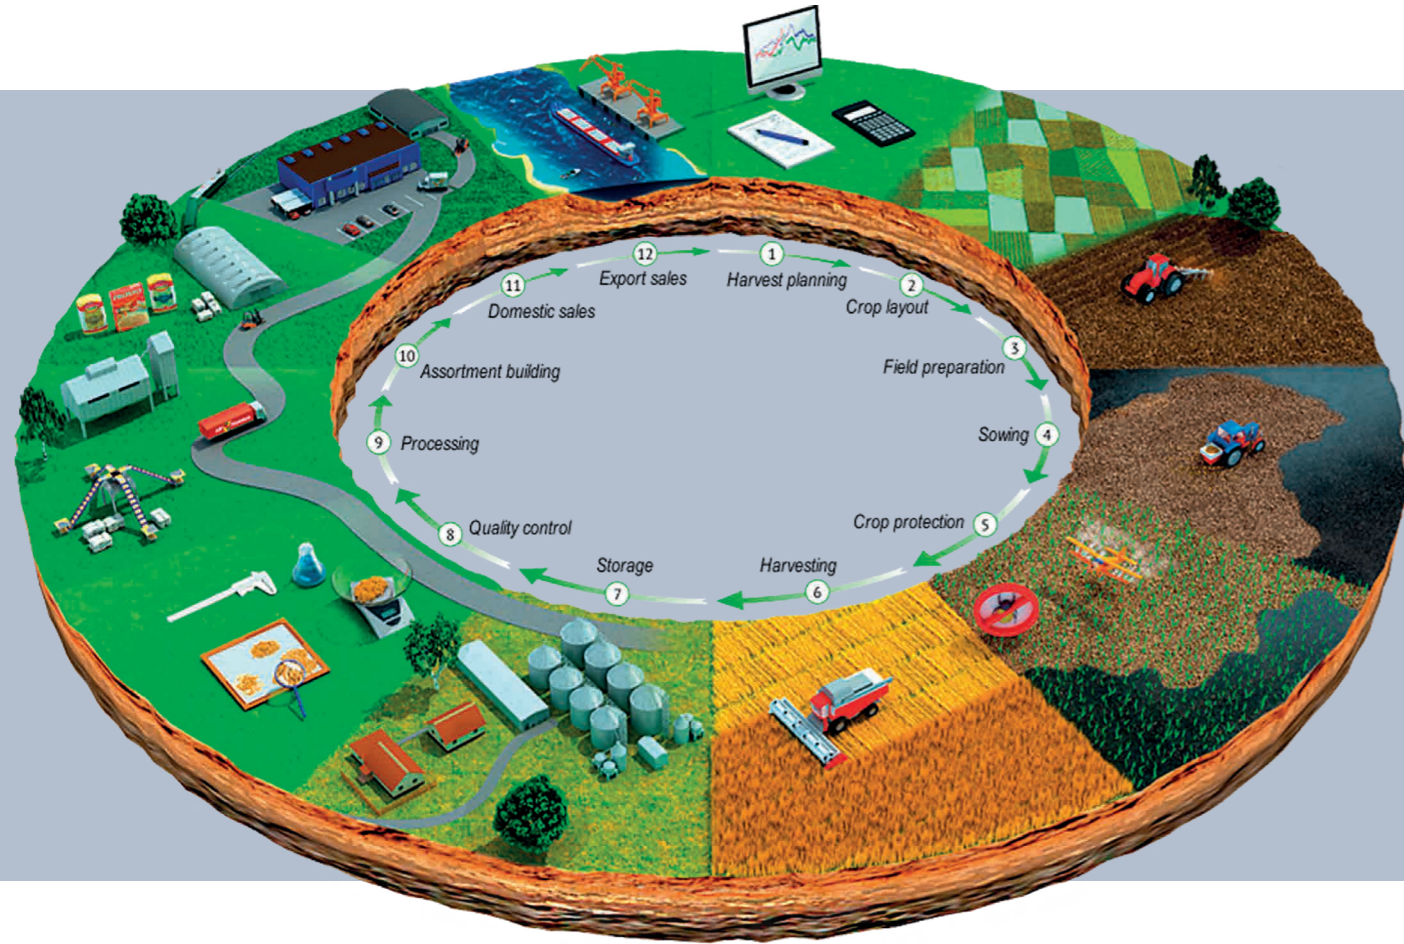 1
Harvest planning
2
Crop layout
3
Field preparation
4
Sowing
5
Crop protection
6
Harvesting
7
Storage
8
Quality control
9
Processing
10
Assortment building
11
Domestic sales
12
Export sales